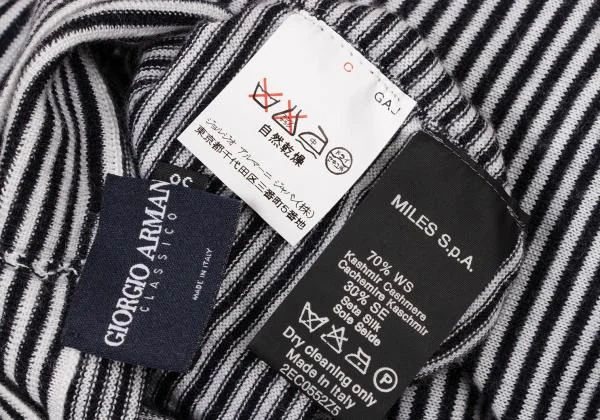 C
GAJ
自然乾燥
ジョルジオ アルマーニ ジャパン(株)
東京都千代田区三番町5番地
GIORGIO ARMANI
CLASSICO
MADE IN ITALY
MILES S.p.A.
70% WS
Kashmir, Cashmere
Cachemire Kaschmir
30% SE
Seta Silk
Soie Seide
Dry cleaning only
Made in Italy
2EC055ZZ5